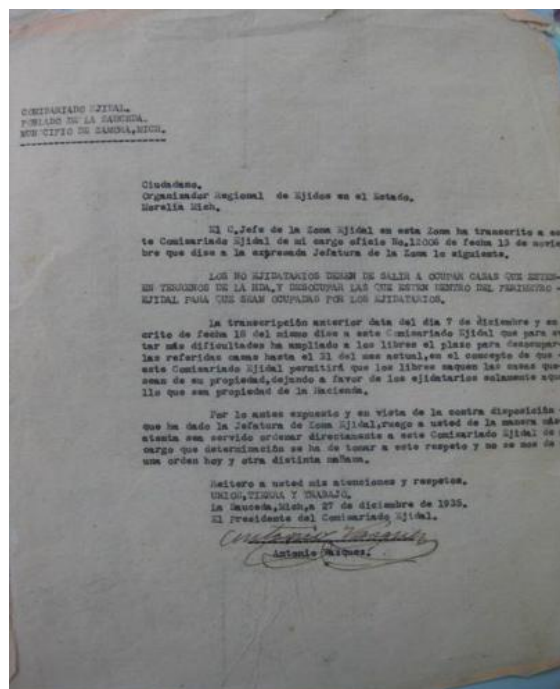 COMISARIADO EJIDAL.
POBLADO DE LA SAUCEDA.
MUNICIPIO DE ZAMORA, MICH.
Ciudadano.
Organizador Regional de Ejidos en el Estado.
Morelia Mich.
El C. Jefe de la Zona Ejidal en esta Zona ha transcrito a es-
te Comisariado Ejidal de mi cargo oficio No.12006 de fecha 13 de novie
bre que dice a la expresada Jefatura de la Zona lo siguiente.
LOS NO EJIDATARIOS DEBEN DE SALIR A OCUPAR CASAS QUE ESTEN
EN TERRENOS DE LA HDA, Y DESOCUPAR LAS QUE ESTEN DENTRO DEL PERIMETRO -
EJIDAL PARA QUE SEAN OCUPADAS POR LOS EJIDATARIOS.
La transcripción anterior data del dia 7 de diciembre y es
crito de fecha 18 del mismo dice a este Comisariado Ejidal que para ev
tar más dificultades ha ampliado a los libres el plazo para desocupar
las referidas casas hasta el 31 del mes actual, en el concepto de que
este Comisariado Ejidal permitirá que los libres saquen las casas que
sean de su propiedad, dejando a favor de los ejidatarios solamente aque
llo que sea propiedad de la Hacienda.
Por lo antes expuesto y en vista de la contra disposición
que ha dado la Jefatura de Zona Ejidal, ruego a usted de la manera más
atenta sea servido ordenar directamente a este Comisariado Ejidal de
cargo que determinación se ha de tomar a este respeto y no se nos de
una orden hoy y otra distinta mañana.
Reitero a usted mis atenciones y respetos.
UNION, TIERRA Y TRABAJO.
La Sauceda, Mich, a 27 de diciembre de 1935.
El Presidente del Comisariado Ejidal.
Antonio Vasquez
Antonio Vasquez.